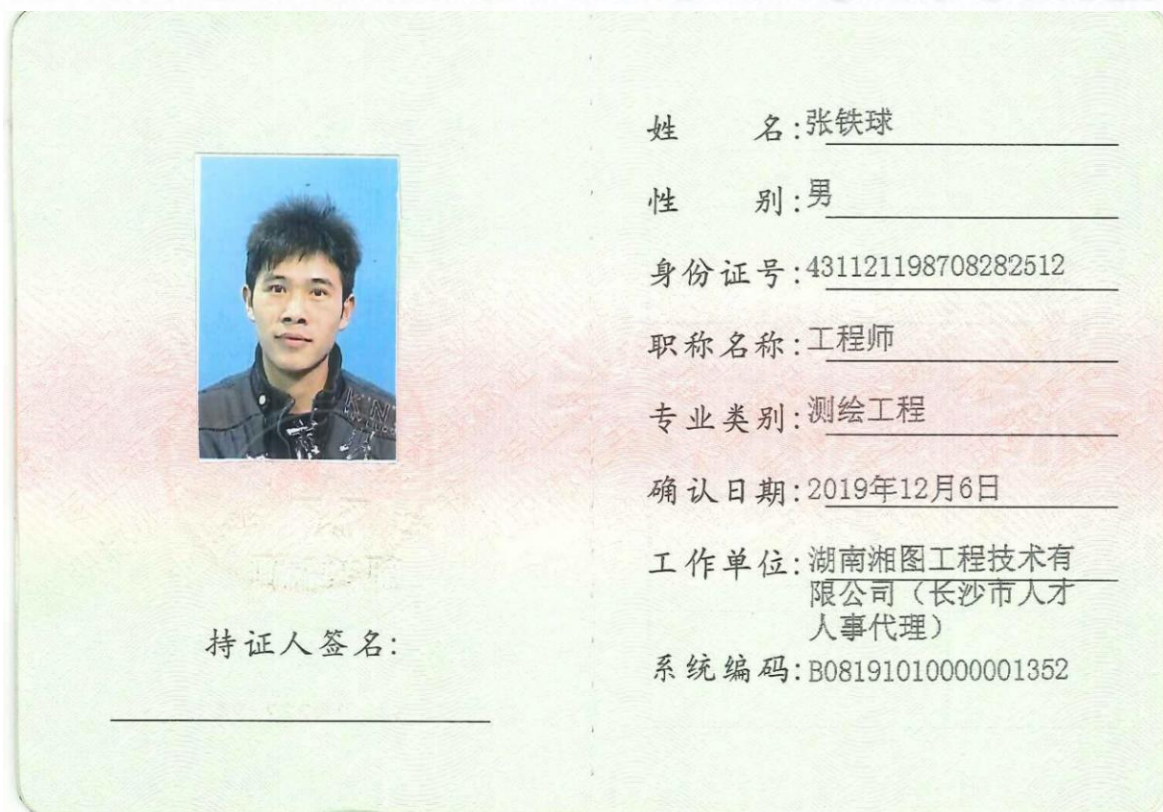 姓名:张铁球
性别:男
身份证号:431121198708282512
职称名称:工程师
专业类别:测绘工程
确认日期:2019年12月6日
工作单位:湖南湘图工程技术有
限公司（长沙市人才
人事代理）
持证人签名:
系统编码:B08191010000001352